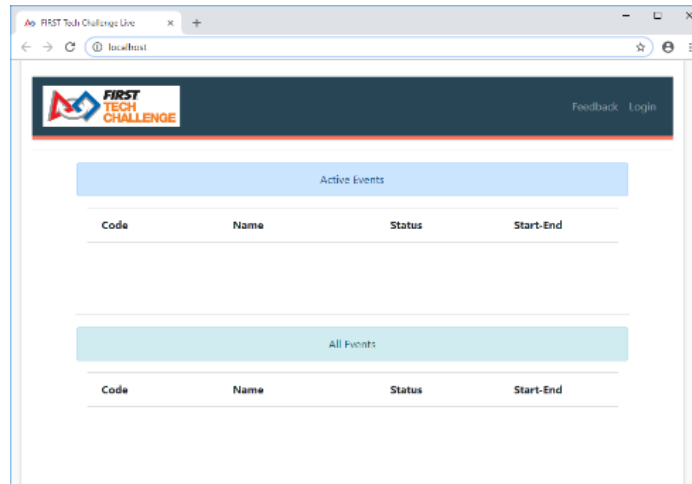 FIRST Tech Challenge Live
localhost
FIRST
TECH
CHALLENGE
Feedback Login
Active Events
Code Name Status Start-End
All Events
Code Name Status Start-End